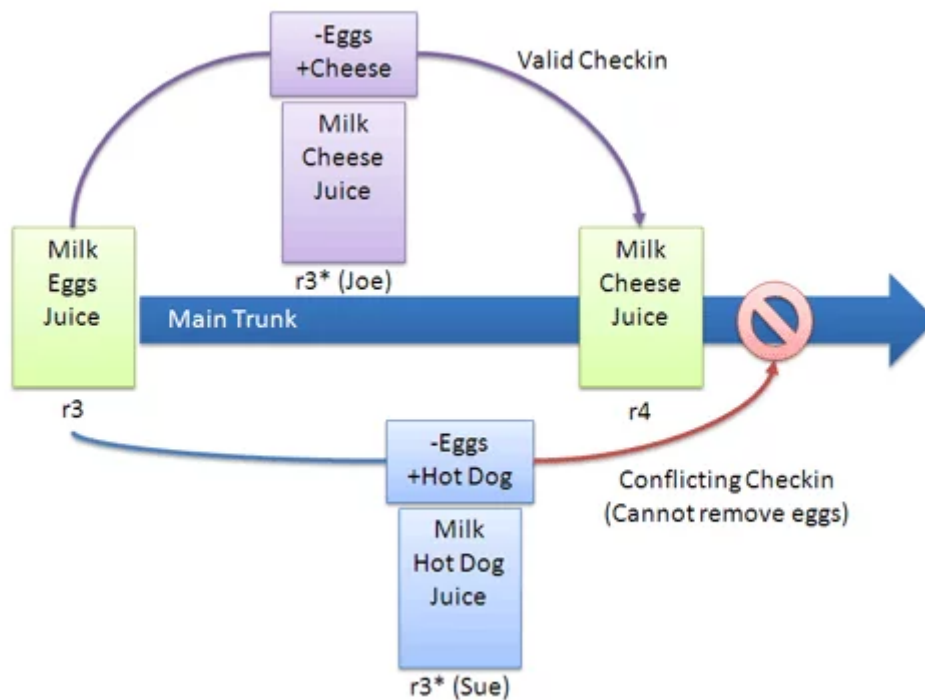 -Eggs
+Cheese
Valid Checkin
Milk
Cheese
Juice
r3* (Joe)
Milk
Eggs
Juice
r3
Main Trunk
Milk
Cheese
Juice
r4
-Eggs
+Hot Dog
Conflicting Checkin
(Cannot remove eggs)
Milk
Hot Dog
Juice
r3* (Sue)